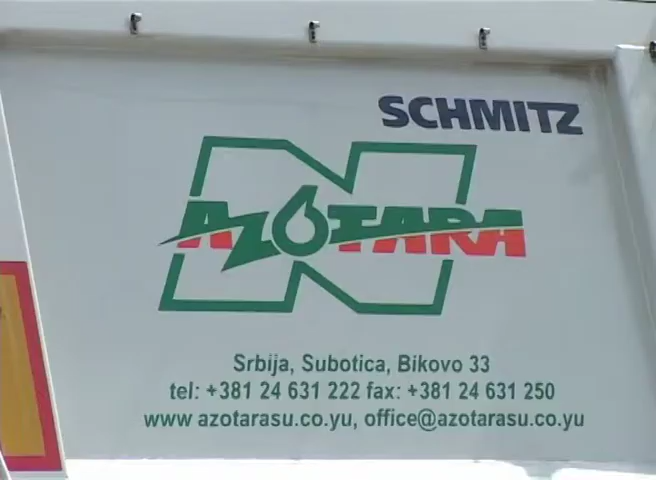 SCHMITZ
AZOTARA
Srbija, Subotica, Bikovo 33
tel: +381 24 631 222 fax: +381 24 631 250
www azotarasu.co.yu, office@azotarasu.co.yu